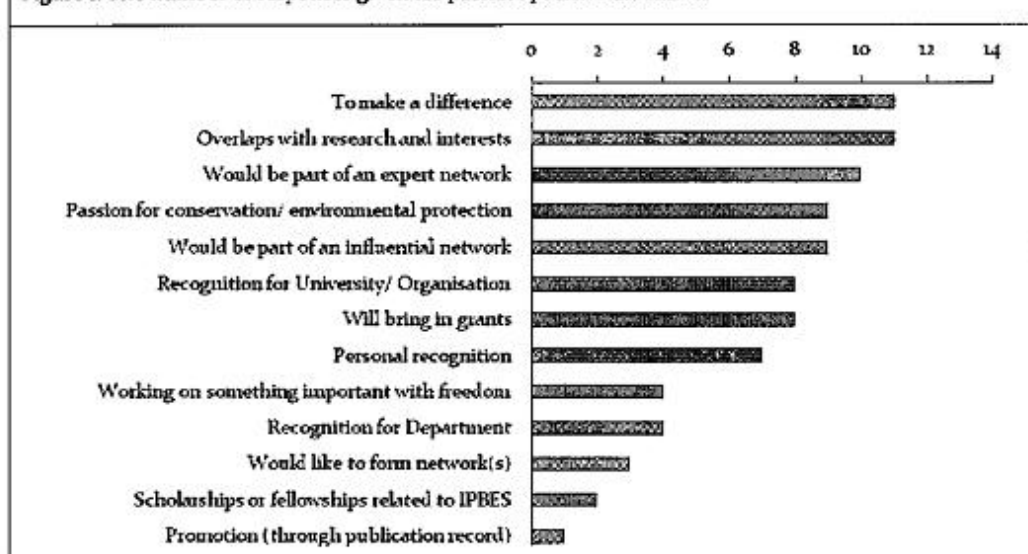 0 2 4 6 8 10 12 14
To make a difference
Overlaps with research and interests
Would be part of an expert network
Passion for conservation/ environmental protection
Would be part of an influential network
Recognition for University/ Organisation
Will bring in grants
Personal recognition
Working on something important with freedom
Recognition for Department
Would like to form network(s)
Scholarships or fellowships related to IPBES
Promotion (through publication record)